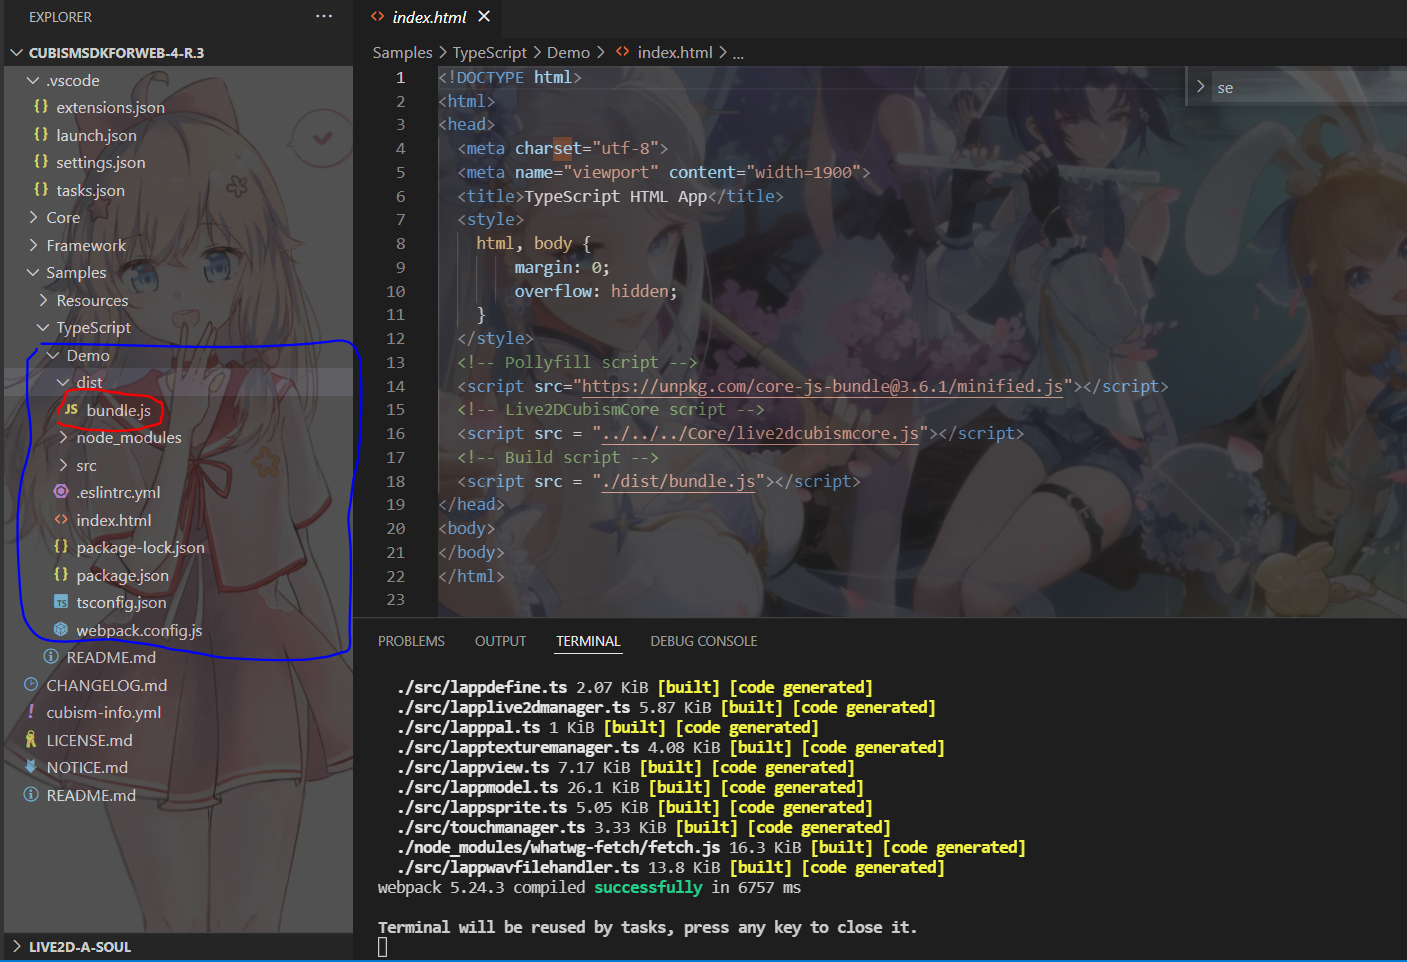 EXPLORER
...
CUBISMSDKFORWEB-4-R.3
.vscode
{} extensions.json
{} launch.json
{} settings.json
{} tasks.json
Core
Framework
Samples
Resources
TypeScript
Demo
dist
JS bundle.js
node_modules
src
.eslintrc.yml
<> index.html
{} package-lock.json
{} package.json
TS tsconfig.json
webpack.config.js
README.md
CHANGELOG.md
! cubism-info.yml
LICENSE.md
NOTICE.md
README.md
LIVE2D-A-SOUL
<> index.html ×
Samples > TypeScript > Demo > <> index.html > ...
se
1 <!DOCTYPE html>
2 <html>
3 <head>
4 <meta charset="utf-8">
5 <meta name="viewport" content="width=1900">
6 <title>TypeScript HTML App</title>
7 <style>
8 html, body {
9 margin: 0;
10 overflow: hidden;
11 }
12 </style>
13 <!-- Pollyfill script -->
14 <script src="https://unpkg.com/core-js-bundle@3.6.1/minified.js"></script>
15 <!-- Live2DCubismCore script -->
16 <script src = "../../../Core/live2dcubismcore.js"></script>
17 <!-- Build script -->
18 <script src = "./dist/bundle.js"></script>
19 </head>
20 <body>
21 </body>
22 </html>
23
PROBLEMS OUTPUT TERMINAL DEBUG CONSOLE
./src/lappdefine.ts 2.07 KiB [built] [code generated]
./src/lapplive2dmanager.ts 5.87 KiB [built] [code generated]
./src/lapppal.ts 1 KiB [built] [code generated]
./src/lapptexturemanager.ts 4.08 KiB [built] [code generated]
./src/lappview.ts 7.17 KiB [built] [code generated]
./src/lappmodel.ts 26.1 KiB [built] [code generated]
./src/lappsprite.ts 5.05 KiB [built] [code generated]
./src/touchmanager.ts 3.33 KiB [built] [code generated]
./node_modules/whatwg-fetch/fetch.js 16.3 KiB [built] [code generated]
./src/lappwavfilehandler.ts 13.8 KiB [built] [code generated]
webpack 5.24.3 compiled successfully in 6757 ms
Terminal will be reused by tasks, press any key to close it.